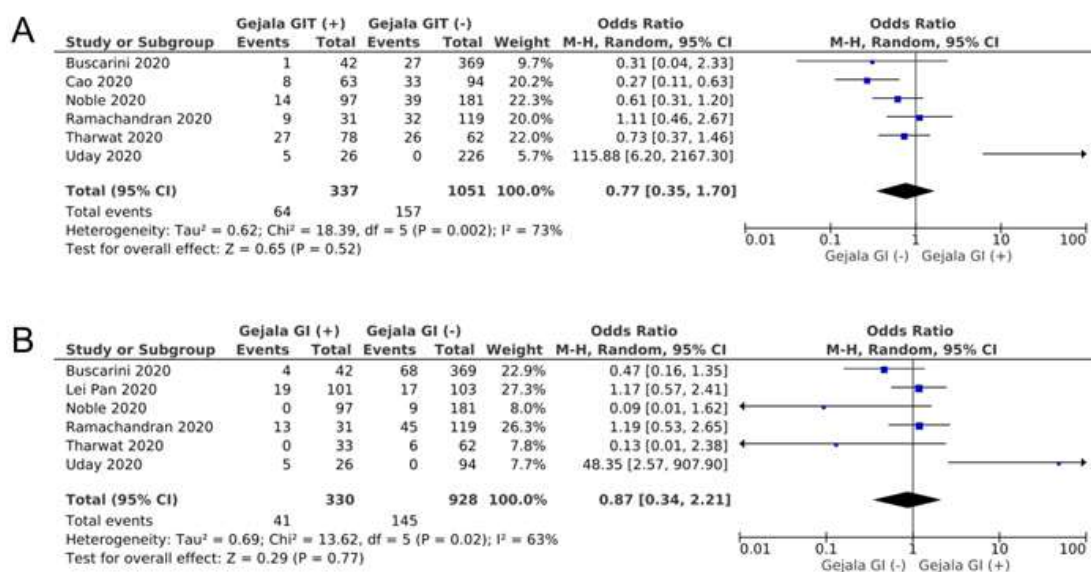 A
Gejala GIT (+) Gejala GIT (-) Odds Ratio Odds Ratio
Study or Subgroup Events Total Events Total Weight M-H, Random, 95% CI M-H, Random, 95% CI
Buscarini 2020 1 42 27 369 9.7% 0.31 [0.04, 2.33]
Cao 2020 8 63 33 94 20.2% 0.27 [0.11, 0.63]
Noble 2020 14 97 39 181 22.3% 0.61 [0.31, 1.20]
Ramachandran 2020 9 31 32 119 20.0% 1.11 [0.46, 2.67]
Tharwat 2020 27 78 26 62 22.0% 0.73 [0.37, 1.46]
Uday 2020 5 26 0 226 5.7% 115.88 [6.20, 2167.30]
Total (95% CI) 337 1051 100.0% 0.77 [0.35, 1.70]
Total events 64 157
Heterogeneity: Tau² = 0.62; Chi² = 18.39, df = 5 (P = 0.002); I² = 73%
Test for overall effect: Z = 0.65 (P = 0.52)
0.01 0.1 1 10 100
Gejala GI (-) Gejala GI (+)
B
Gejala GI (+) Gejala GI (-) Odds Ratio Odds Ratio
Study or Subgroup Events Total Events Total Weight M-H, Random, 95% CI M-H, Random, 95% CI
Buscarini 2020 4 42 68 369 22.9% 0.47 [0.16, 1.35]
Lei Pan 2020 19 101 17 103 27.3% 1.17 [0.57, 2.41]
Noble 2020 0 97 9 181 8.0% 0.09 [0.01, 1.62]
Ramachandran 2020 13 31 45 119 26.3% 1.19 [0.53, 2.65]
Tharwat 2020 0 33 6 62 7.8% 0.13 [0.01, 2.38]
Uday 2020 5 26 0 94 7.7% 48.35 [2.57, 907.90]
Total (95% CI) 330 928 100.0% 0.87 [0.34, 2.21]
Total events 41 145
Heterogeneity: Tau² = 0.69; Chi² = 13.62, df = 5 (P = 0.02); I² = 63%
Test for overall effect: Z = 0.29 (P = 0.77)
0.01 0.1 1 10 100
Gejala GI (-) Gejala GI (+)